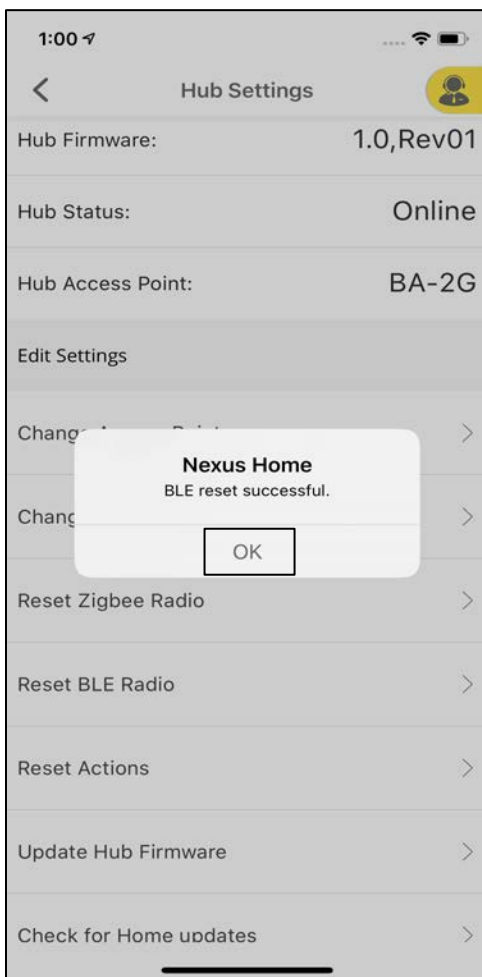 1:00
Hub Settings
Hub Firmware: 1.0,Rev01
Hub Status: Online
Hub Access Point: BA-2G
Edit Settings
Chang
Nexus Home
BLE reset successful.
Chang
OK
Reset Zigbee Radio
Reset BLE Radio
Reset Actions
Update Hub Firmware
Check for Home updates